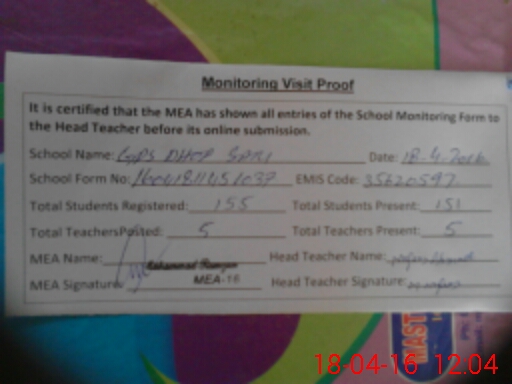 Monitoring Visit Proof
It is certified that the MEA has shown all entries of the School Monitoring Form to
the Head Teacher before its online submission.
School Name: GPS DHOP SARI Date: 18-4-2016
School Form No: EMIS Code: 35620597
Total Students Registered: 155 Total Students Present: 151
Total TeachersPosted: 5 Total Teachers Present: 5
MEA Name: Muhammad Ramzan Head Teacher Name:
MEA Signature: MEA-16 Head Teacher Signature:
MAST
18-04-16 12:04